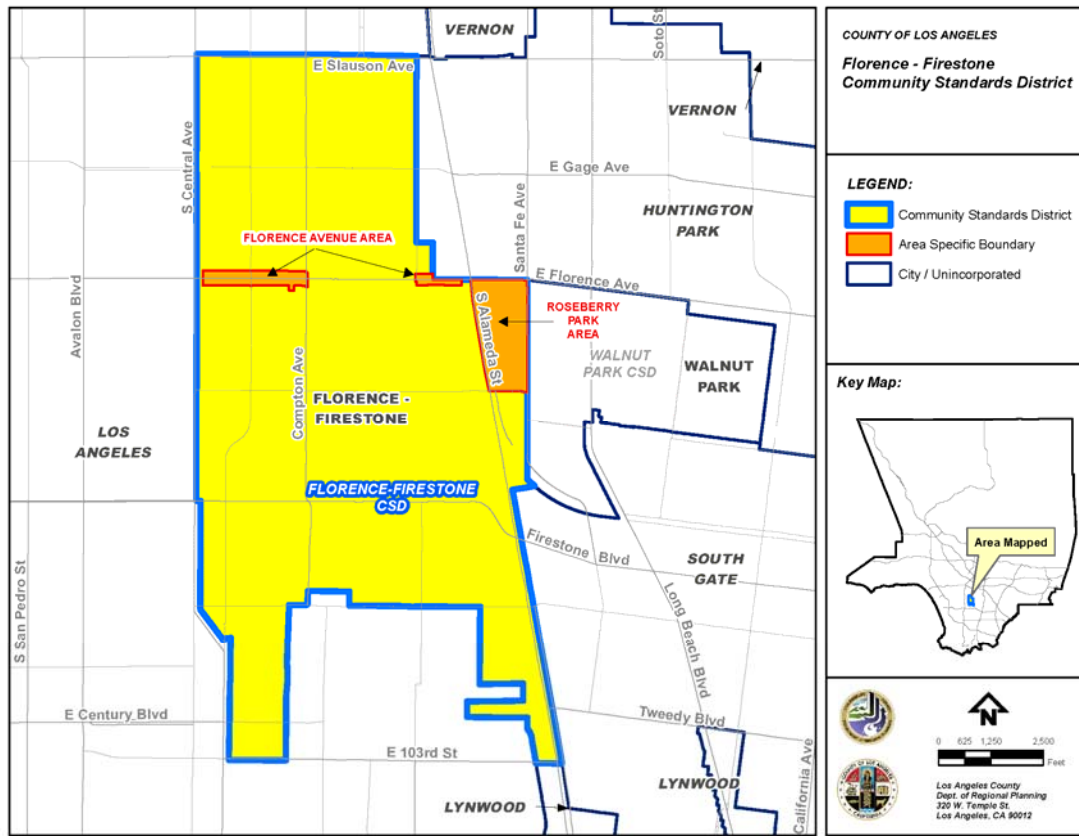 VERNON
Soto St
E Slauson Ave
VERNON
S Central Ave
E Gage Ave
Santa Fe Ave
HUNTINGTON
PARK
FLORENCE AVENUE AREA
E Florence Ave
Avalon Blvd
S Alameda St
ROSEBERRY
PARK
AREA
WALNUT
PARK CSD
WALNUT
PARK
Compton Ave
FLORENCE -
FIRESTONE
LOS
ANGELES
FLORENCE-FIRESTONE
CSD
Firestone Blvd
SOUTH
GATE
S San Pedro St
Long Beach Blvd
E Century Blvd
Tweedy Blvd
E 103rd St
California Ave
LYNWOOD
LYNWOOD
COUNTY OF LOS ANGELES
Florence - Firestone
Community Standards District
LEGEND:
Community Standards District
Area Specific Boundary
City / Unincorporated
Key Map:
Area Mapped
N
0 625 1,250 2,500
Feet
Los Angeles County
Dept. of Regional Planning
320 W. Temple St.
Los Angeles, CA 90012